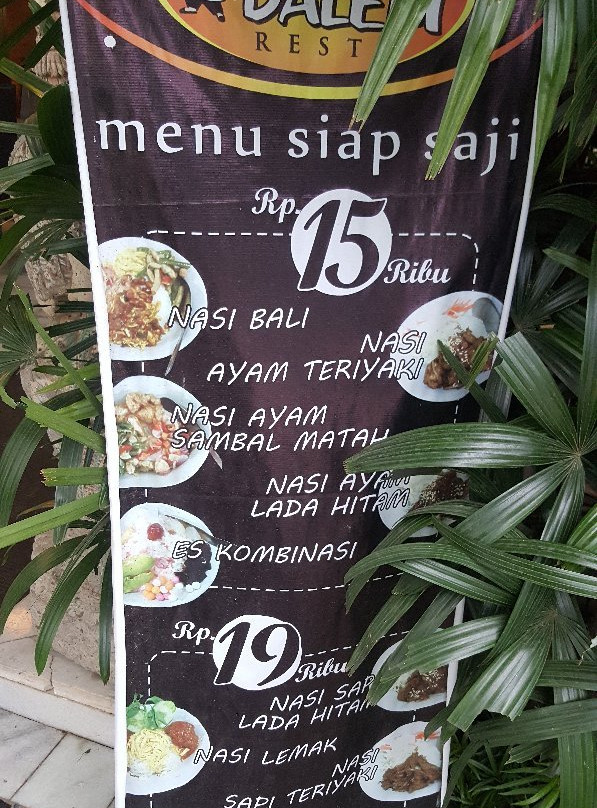 DALEM
REST
menu siap saji
Rp. 15 Ribu
NASI BALI
NASI
AYAM TERIYAKI
NASI AYAM
SAMBAL MATAH
NASI AYAM
LADA HITAM
ES KOMBINASI
Rp. 19 Ribu
NASI SAPI
LADA HITAM
NASI LEMAK
NASI
SAPI TERIYAKI